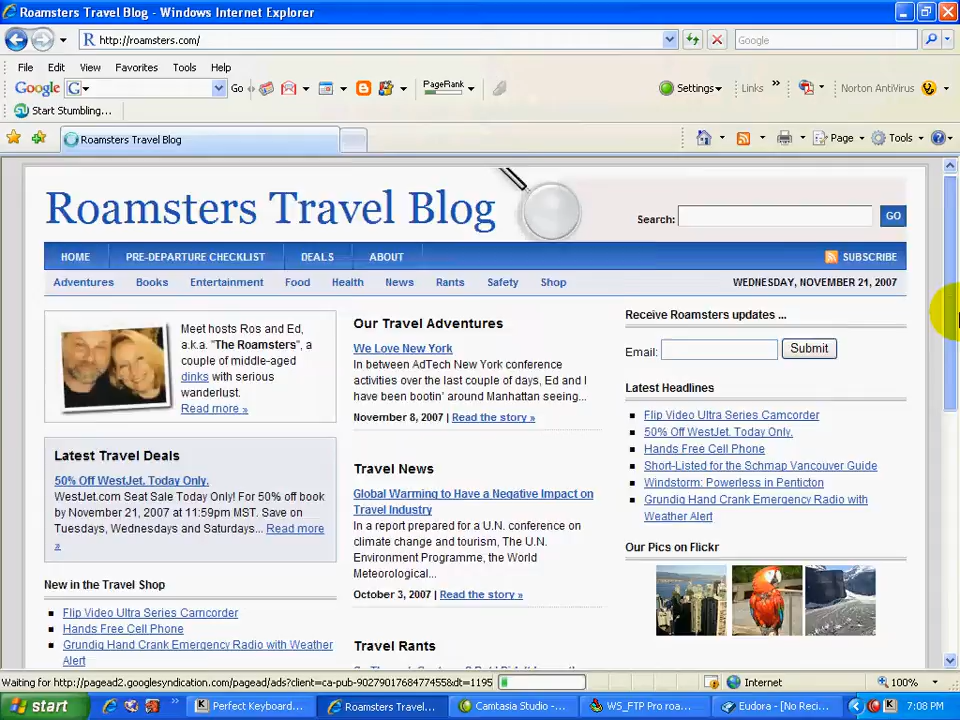 Roamsters Travel Blog - Windows Internet Explorer
http://roamsters.com/
Google
File Edit View Favorites Tools Help
Google G Go PageRank Settings Links » Norton AntiVirus
Start Stumbling...
Roamsters Travel Blog Page Tools
Roamsters Travel Blog
Search: GO
HOME PRE-DEPARTURE CHECKLIST DEALS ABOUT SUBSCRIBE
Adventures Books Entertainment Food Health News Rants Safety Shop WEDNESDAY, NOVEMBER 21, 2007
Meet hosts Ros and Ed,
a.k.a. "The Roamsters", a
couple of middle-aged
dinks with serious
wanderlust.
Read more »
Latest Travel Deals
50% Off WestJet. Today Only.
WestJet.com Seat Sale Today Only! For 50% off book
by November 21, 2007 at 11:59pm MST. Save on
Tuesdays, Wednesdays and Saturdays... Read more
»
New in the Travel Shop
Flip Video Ultra Series Camcorder
Hands Free Cell Phone
Grundig Hand Crank Emergency Radio with Weather
Alert
Our Travel Adventures
We Love New York
In between AdTech New York conference
activities over the last couple of days, Ed and I
have been bootin' around Manhattan seeing...
November 8, 2007 | Read the story »
Travel News
Global Warming to Have a Negative Impact on
Travel Industry
In a report prepared for a U.N. conference on
climate change and tourism, The U.N.
Environment Programme, the World
Meteorological...
October 3, 2007 | Read the story »
Travel Rants
Receive Roamsters updates ...
Email: Submit
Latest Headlines
Flip Video Ultra Series Camcorder
50% Off WestJet. Today Only.
Hands Free Cell Phone
Short-Listed for the Schmap Vancouver Guide
Windstorm: Powerless in Penticton
Grundig Hand Crank Emergency Radio with
Weather Alert
Our Pics on Flickr
Waiting for http://pagead2.googlesyndication.com/pagead/ads?client=ca-pub-9027901768477455&dt=1195 Internet 100%
start Perfect Keyboard... Roamsters Travel... Camtasia Studio -... WS_FTP Pro roam... Eudora - [No Reci... 7:08 PM